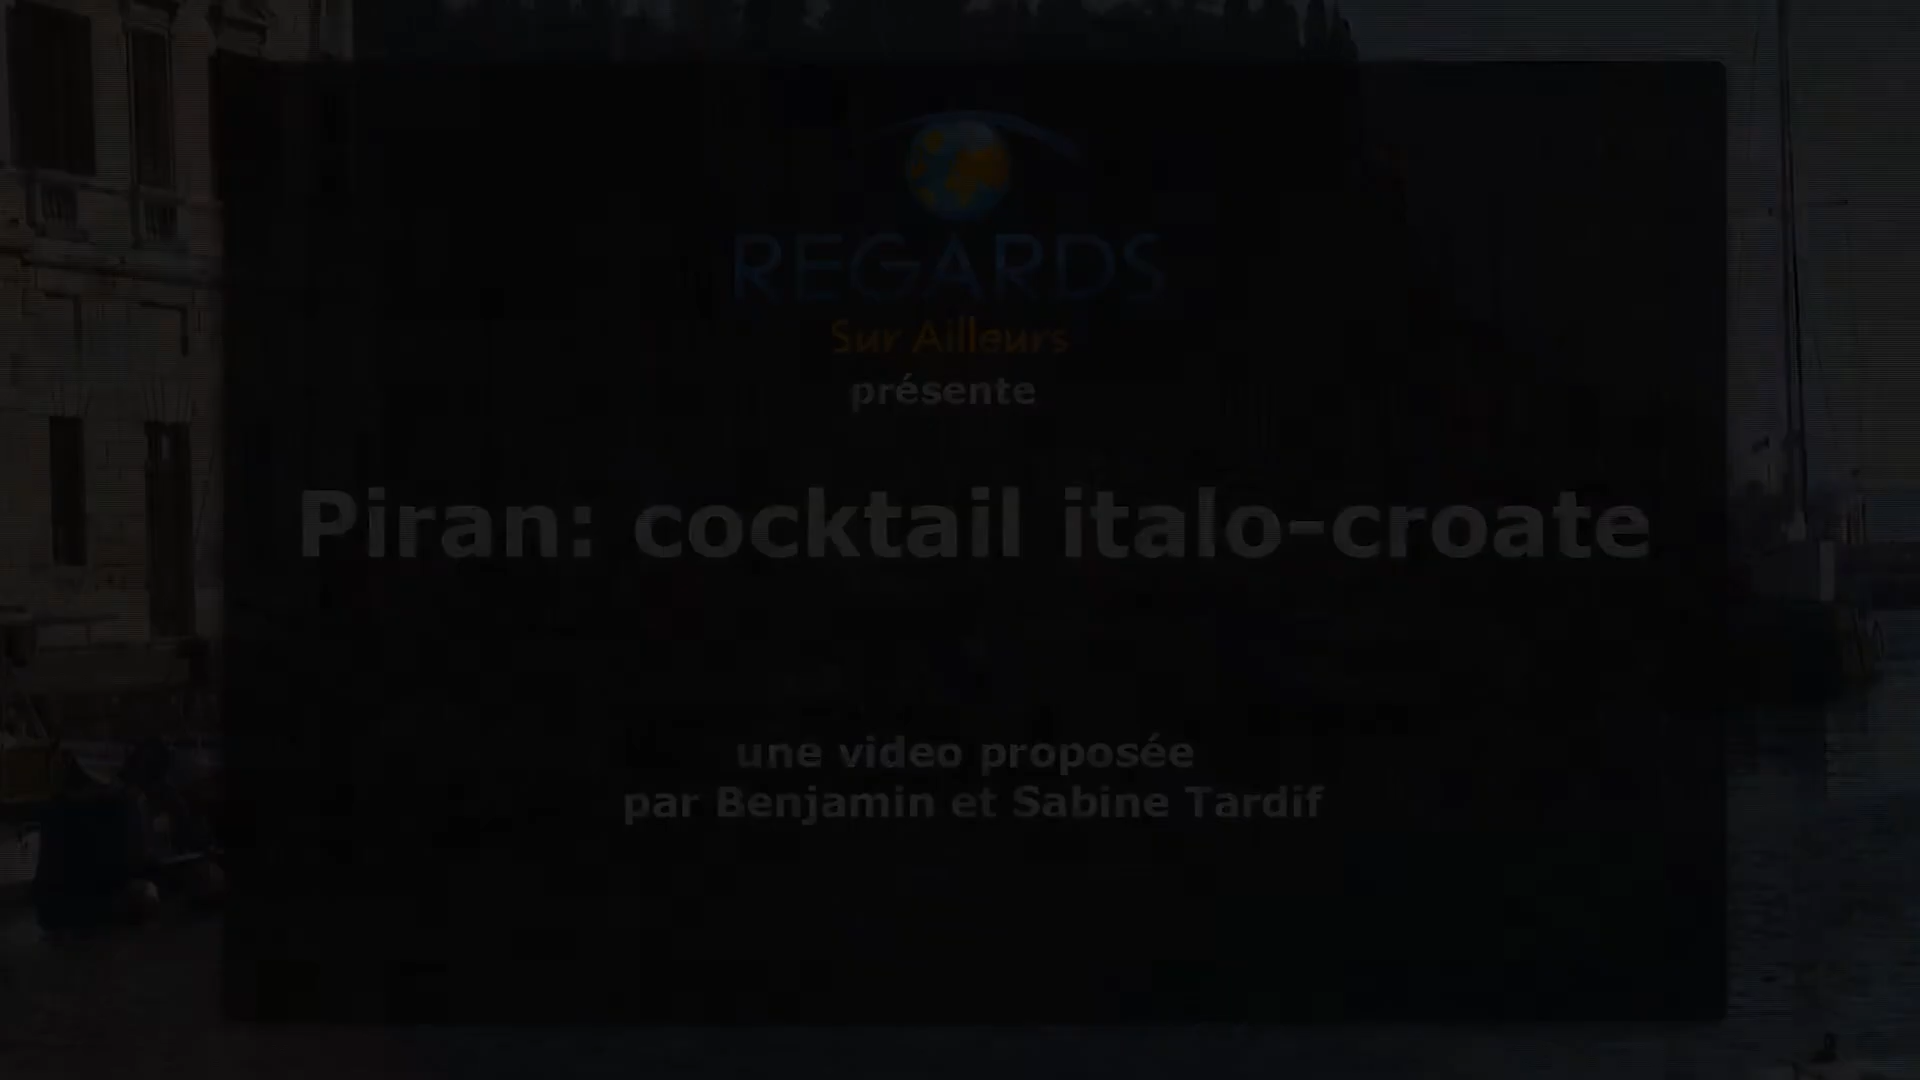 REGARDS
Sur Ailleurs
présente
Piran: cocktail italo-croate
une video proposée
par Benjamin et Sabine Tardif